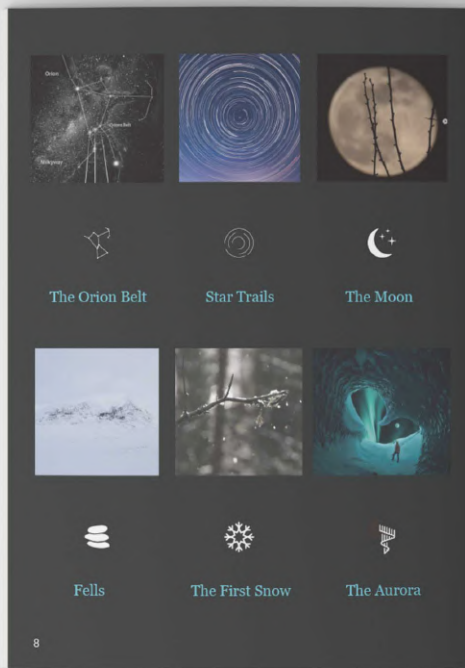 Orion
The Orion Belt
Star Trails
The Moon
Fells
The First Snow
The Aurora
8